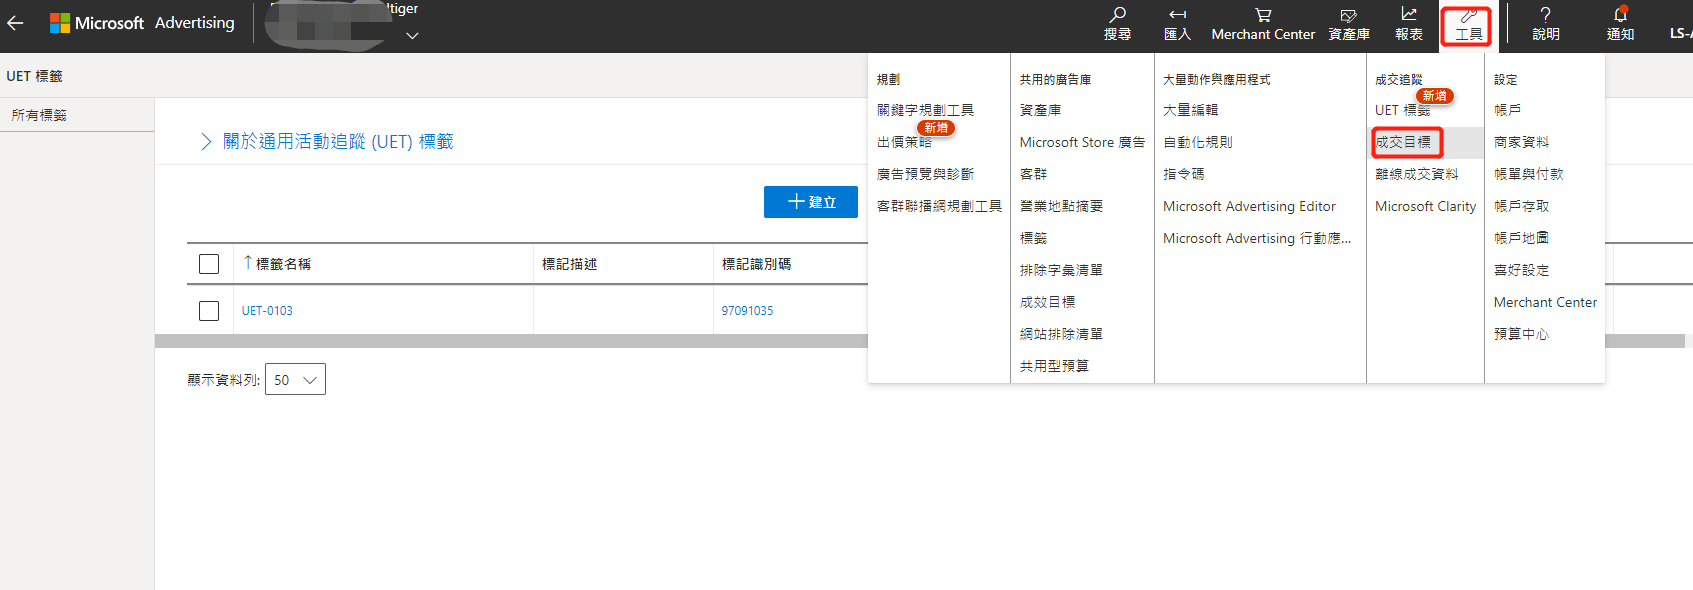 ltiger
Microsoft Advertising
搜尋
匯入
Merchant Center
資產庫
報表
工具
說明
通知
LS-
UET 標籤
所有標籤
關於通用活動追蹤 (UET) 標籤
建立
標籤名稱
標記描述
標記識別碼
UET-0103
97091035
顯示資料列:
50
規劃
關鍵字規劃工具
新增
出價策略
廣告預覽與診斷
客群聯播網規劃工具
共用的廣告庫
資產庫
Microsoft Store 廣告
客群
營業地點摘要
標籤
排除字彙清單
成效目標
網站排除清單
共用型預算
大量動作與應用程式
大量編輯
自動化規則
指令碼
Microsoft Advertising Editor
Microsoft Advertising 行動應...
成交追蹤
新增
UET 標籤
成交目標
離線成交資料
Microsoft Clarity
設定
帳戶
商家資料
帳單與付款
帳戶存取
帳戶地圖
喜好設定
Merchant Center
預算中心